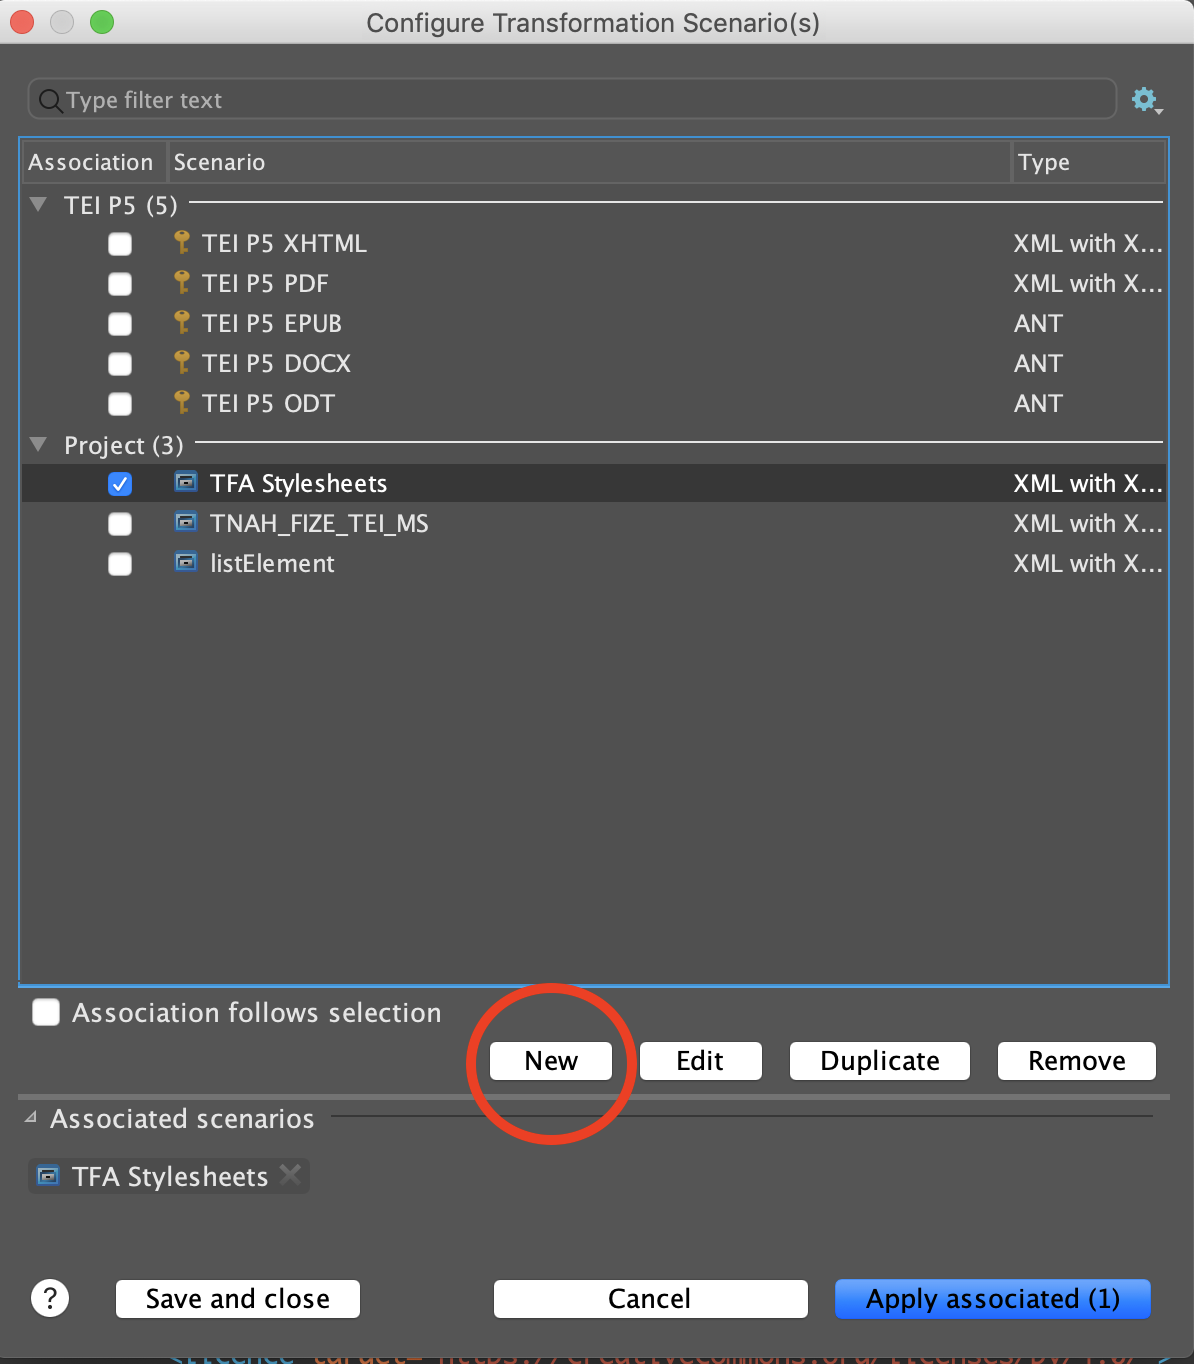 Configure Transformation Scenario(s)
Type filter text
Association Scenario Type
TEI P5 (5)
TEI P5 XHTML XML with X...
TEI P5 PDF XML with X...
TEI P5 EPUB ANT
TEI P5 DOCX ANT
TEI P5 ODT ANT
Project (3)
TFA Stylesheets XML with X...
TNAH_FIZE_TEI_MS XML with X...
listElement XML with X...
Association follows selection
New Edit Duplicate Remove
Associated scenarios
TFA Stylesheets
? Save and close Cancel Apply associated (1)